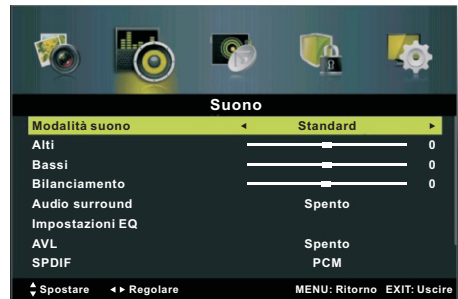 Suono
Modalità suono ◄ Standard ►
Alti 0
Bassi 0
Bilanciamento 0
Audio surround Spento
Impostazioni EQ
AVL Spento
SPDIF PCM
Spostare Regolare MENU: Ritorno EXIT: Uscire